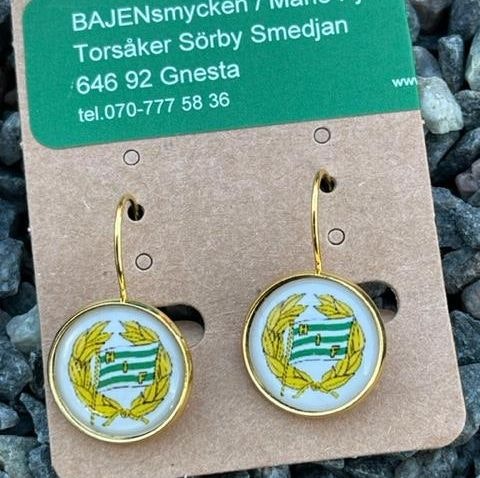 BAJENsmycken /
Torsåker Sörby Smedjan
646 92 Gnesta
tel.070-777 58 36
www
H I F
H I F